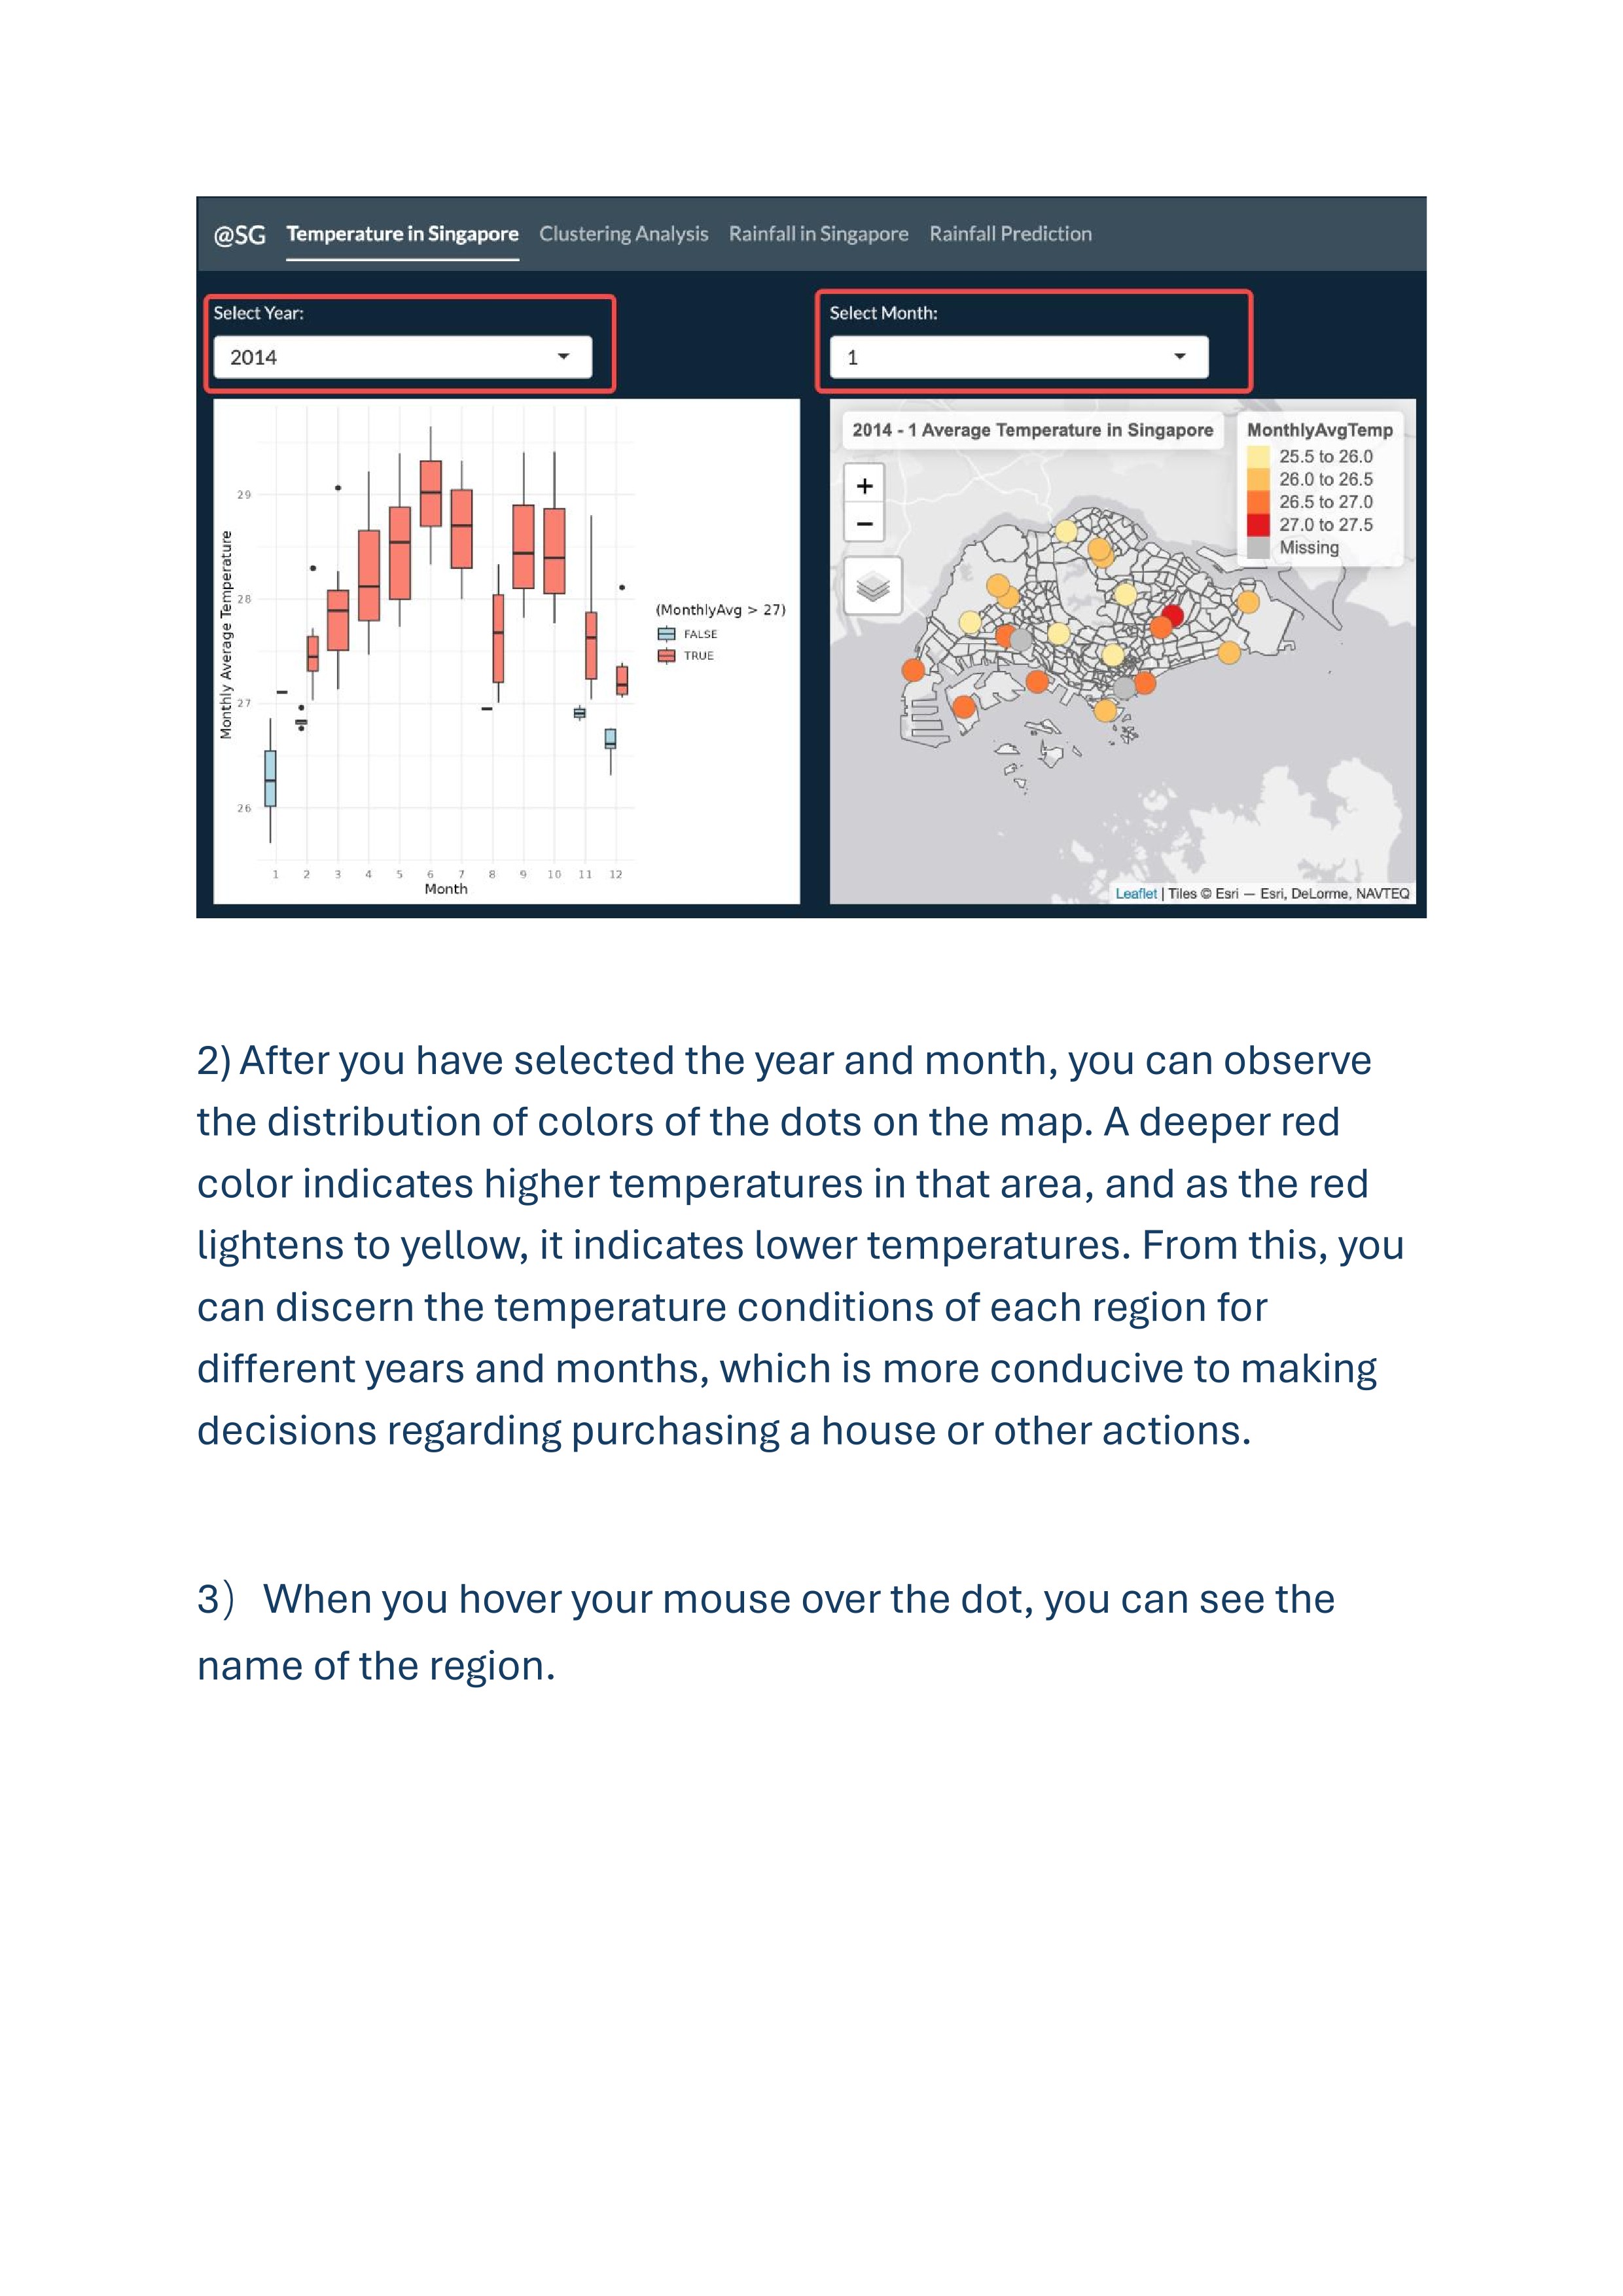 @SG Temperature in Singapore Clustering Analysis Rainfall in Singapore Rainfall Prediction
Select Year:
2014
Select Month:
1
29
28
27
26
Monthly Average Temperature
1 2 3 4 5 6 7 8 9 10 11 12
Month
(MonthlyAvg > 27)
FALSE
TRUE
2014 - 1 Average Temperature in Singapore
+
−
MonthlyAvgTemp
25.5 to 26.0
26.0 to 26.5
26.5 to 27.0
27.0 to 27.5
Missing
Leaflet | Tiles © Esri — Esri, DeLorme, NAVTEQ
2) After you have selected the year and month, you can observe
the distribution of colors of the dots on the map. A deeper red
color indicates higher temperatures in that area, and as the red
lightens to yellow, it indicates lower temperatures. From this, you
can discern the temperature conditions of each region for
different years and months, which is more conducive to making
decisions regarding purchasing a house or other actions.
3） When you hover your mouse over the dot, you can see the
name of the region.